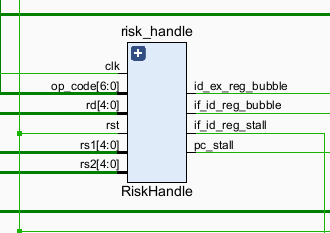 risk_handle
clk
op_code[6:0]
rd[4:0]
rst
rs1[4:0]
rs2[4:0]
id_ex_reg_bubble
if_id_reg_bubble
if_id_reg_stall
pc_stall
RiskHandle